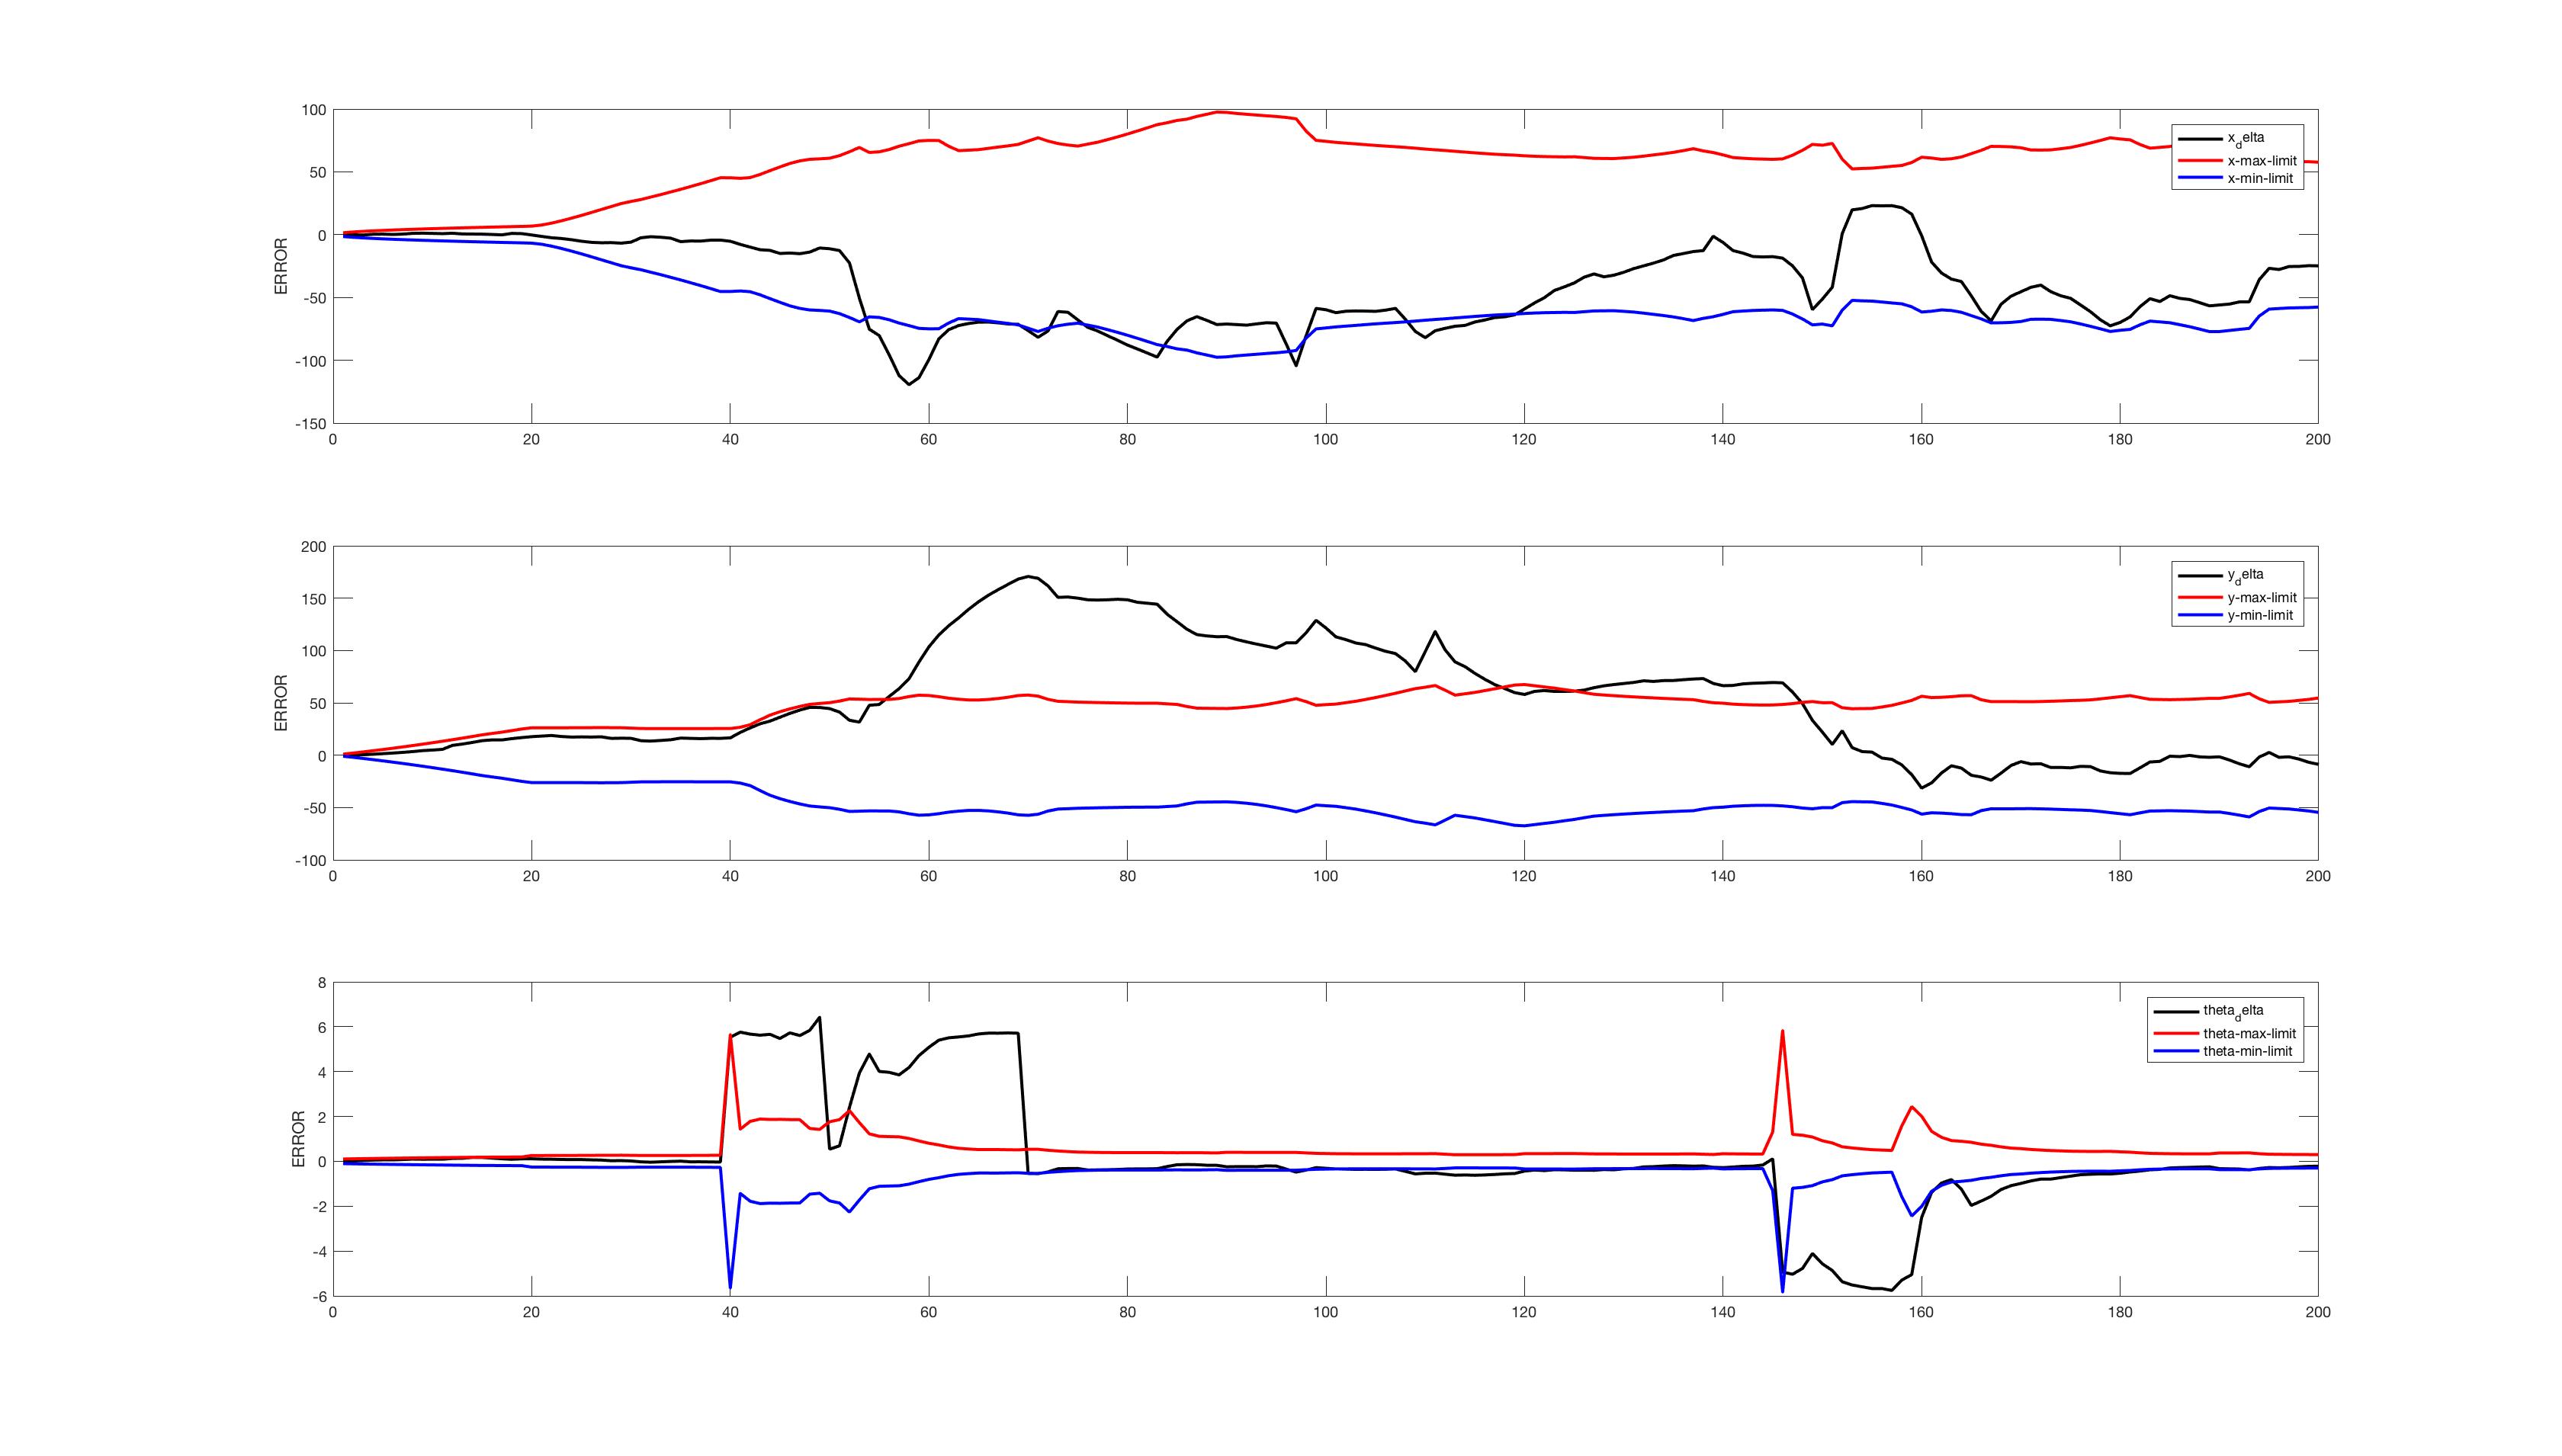 100
50
0
-50
-100
-150
ERROR
0 20 40 60 80 100 120 140 160 180 200
x_delta
x-max-limit
x-min-limit
200
150
100
50
0
-50
-100
ERROR
0 20 40 60 80 100 120 140 160 180 200
y_delta
y-max-limit
y-min-limit
8
6
4
2
0
-2
-4
-6
ERROR
0 20 40 60 80 100 120 140 160 180 200
theta_delta
theta-max-limit
theta-min-limit